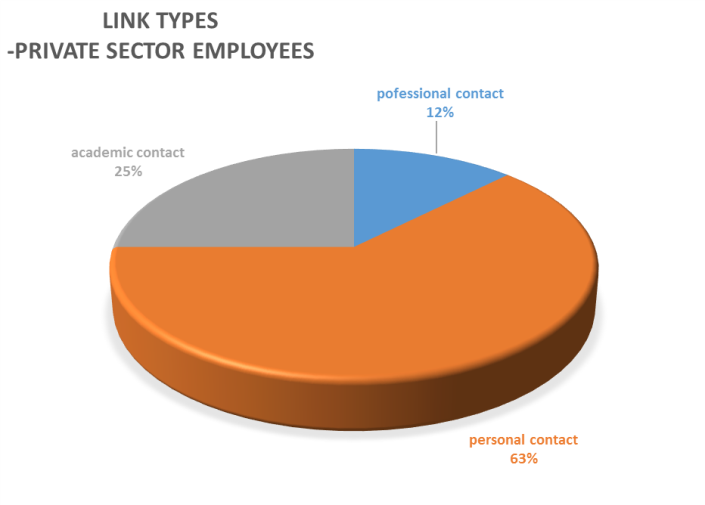 LINK TYPES
-PRIVATE SECTOR EMPLOYEES
pofessional contact
12%
academic contact
25%
personal contact
63%